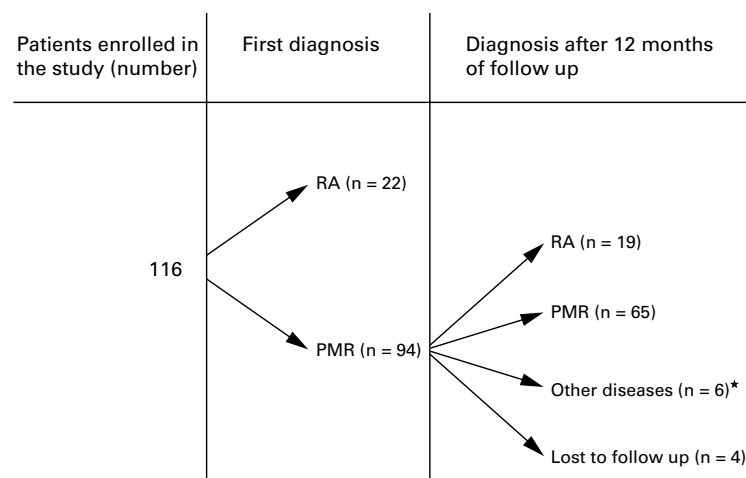 Patients enrolled in
the study (number)
First diagnosis
Diagnosis after 12 months
of follow up
116
RA (n = 22)
PMR (n = 94)
RA (n = 19)
PMR (n = 65)
Other diseases (n = 6)★
Lost to follow up (n = 4)